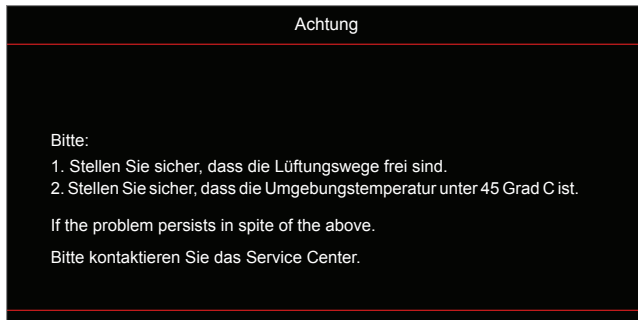 Achtung
Bitte:
1. Stellen Sie sicher, dass die Lüftungswege frei sind.
2. Stellen Sie sicher, dass die Umgebungstemperatur unter 45 Grad C ist.
If the problem persists in spite of the above.
Bitte kontaktieren Sie das Service Center.